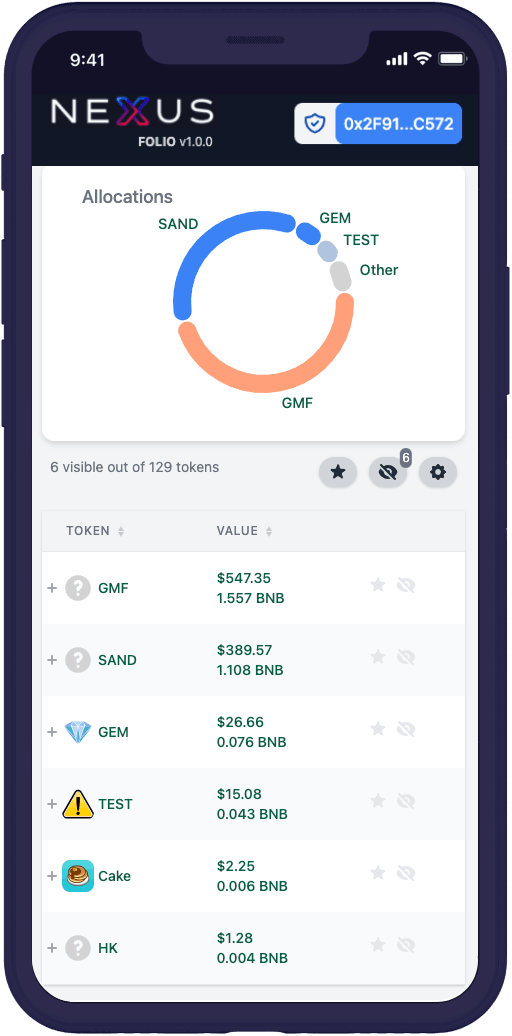 9:41
NEXUS
FOLIO v1.0.0
0x2F91...C572
Allocations
SAND
GEM
TEST
Other
GMF
6 visible out of 129 tokens
6
TOKEN VALUE
GMF $547.35
1.557 BNB
SAND $389.57
1.108 BNB
GEM $26.66
0.076 BNB
TEST $15.08
0.043 BNB
Cake $2.25
0.006 BNB
HK $1.28
0.004 BNB